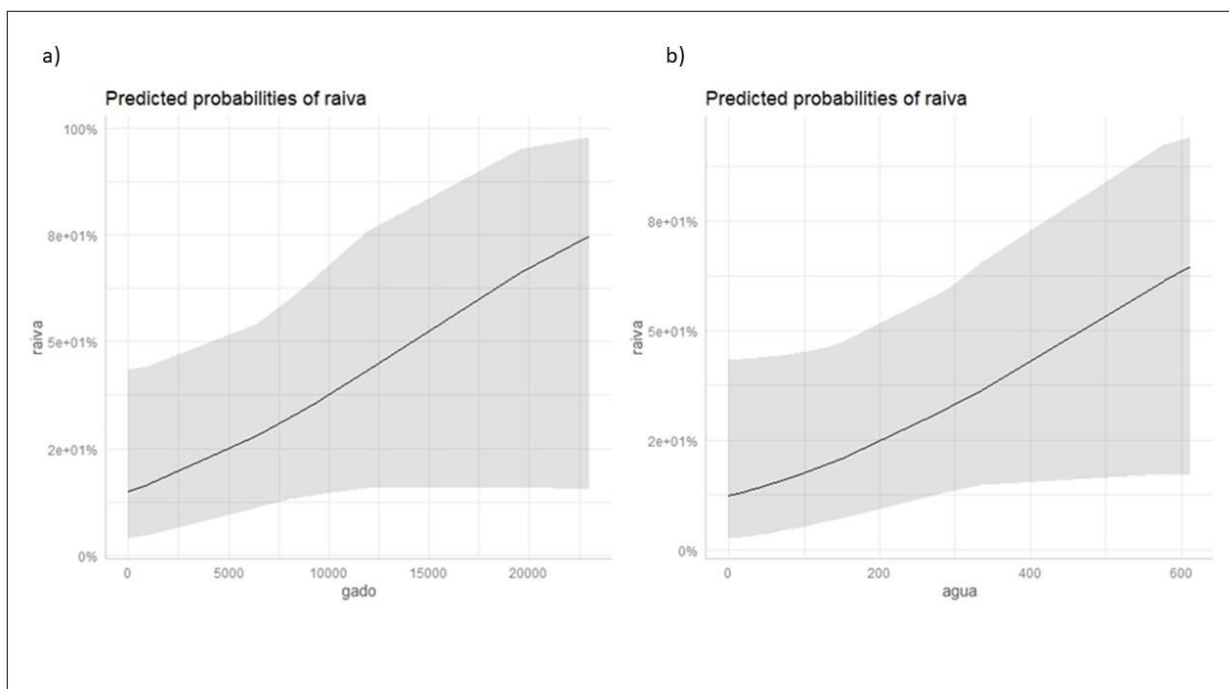 a)
Predicted probabilities of raiva
100%
8e+01%
5e+01%
2e+01%
0%
raiva
0 5000 10000 15000 20000
gado
b)
Predicted probabilities of raiva
8e+01%
5e+01%
2e+01%
0%
raiva
0 200 400 600
agua